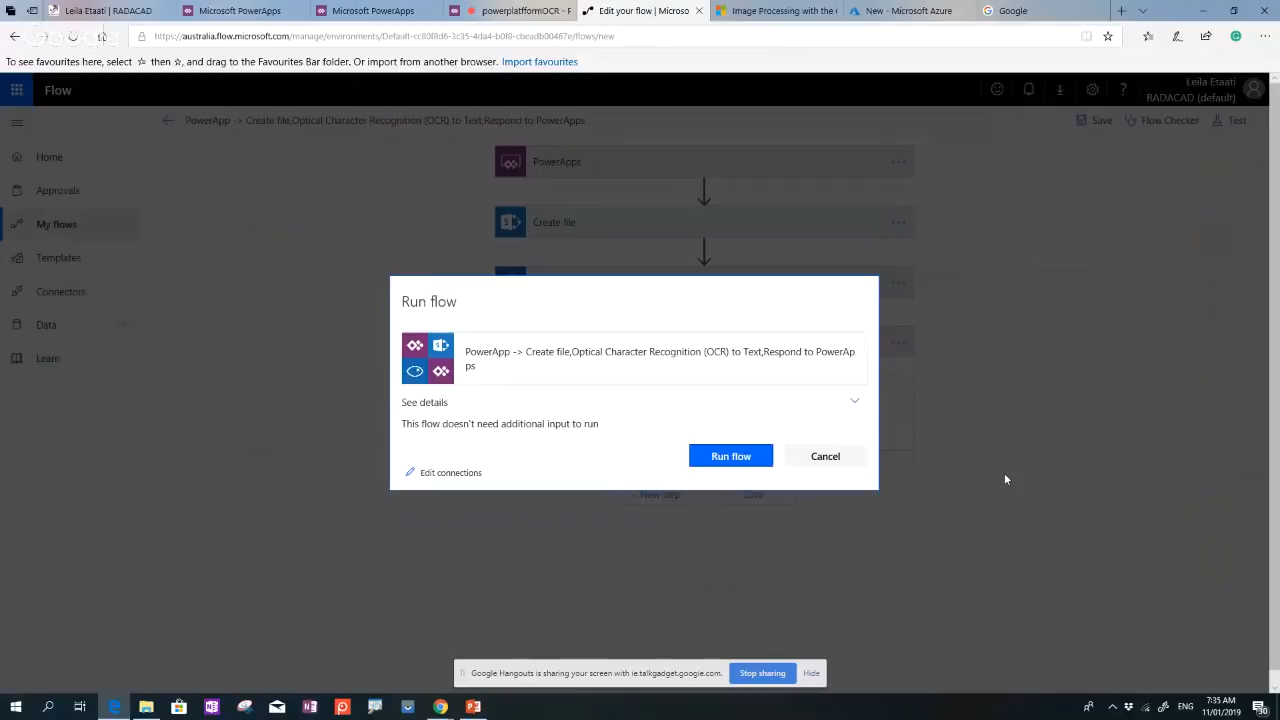 Leila Etaati | RADACAD
Microsoft PowerApps
Microsoft PowerApps
powerplatformOCR - F
Edit your flow | Microso
Image Processing with the
New - Microsoft Azure
Google
https://australia.flow.microsoft.com/manage/environments/Default-cc80f8d6-3c35-4da4-b0f8-cbeadb00467e/flows/new
To see favourites here, select ☆ then ☆, and drag to the Favourites Bar folder. Or import from another browser. Import favourites
Flow
Leila Etaati
RADACAD (default)
PowerApp -> Create file,Optical Character Recognition (OCR) to Text,Respond to PowerApps
Save
Flow Checker
Test
Home
Approvals
My flows
Templates
Connectors
Data
Learn
PowerApps
Create file
Run flow
PowerApp -> Create file,Optical Character Recognition (OCR) to Text,Respond to PowerAp
ps
See details
This flow doesn't need additional input to run
Run flow
Cancel
Edit connections
New step
Save
Google Hangouts is sharing your screen with ie.talkgadget.google.com.
Stop sharing
Hide
ENG
7:35 AM
11/01/2019
30